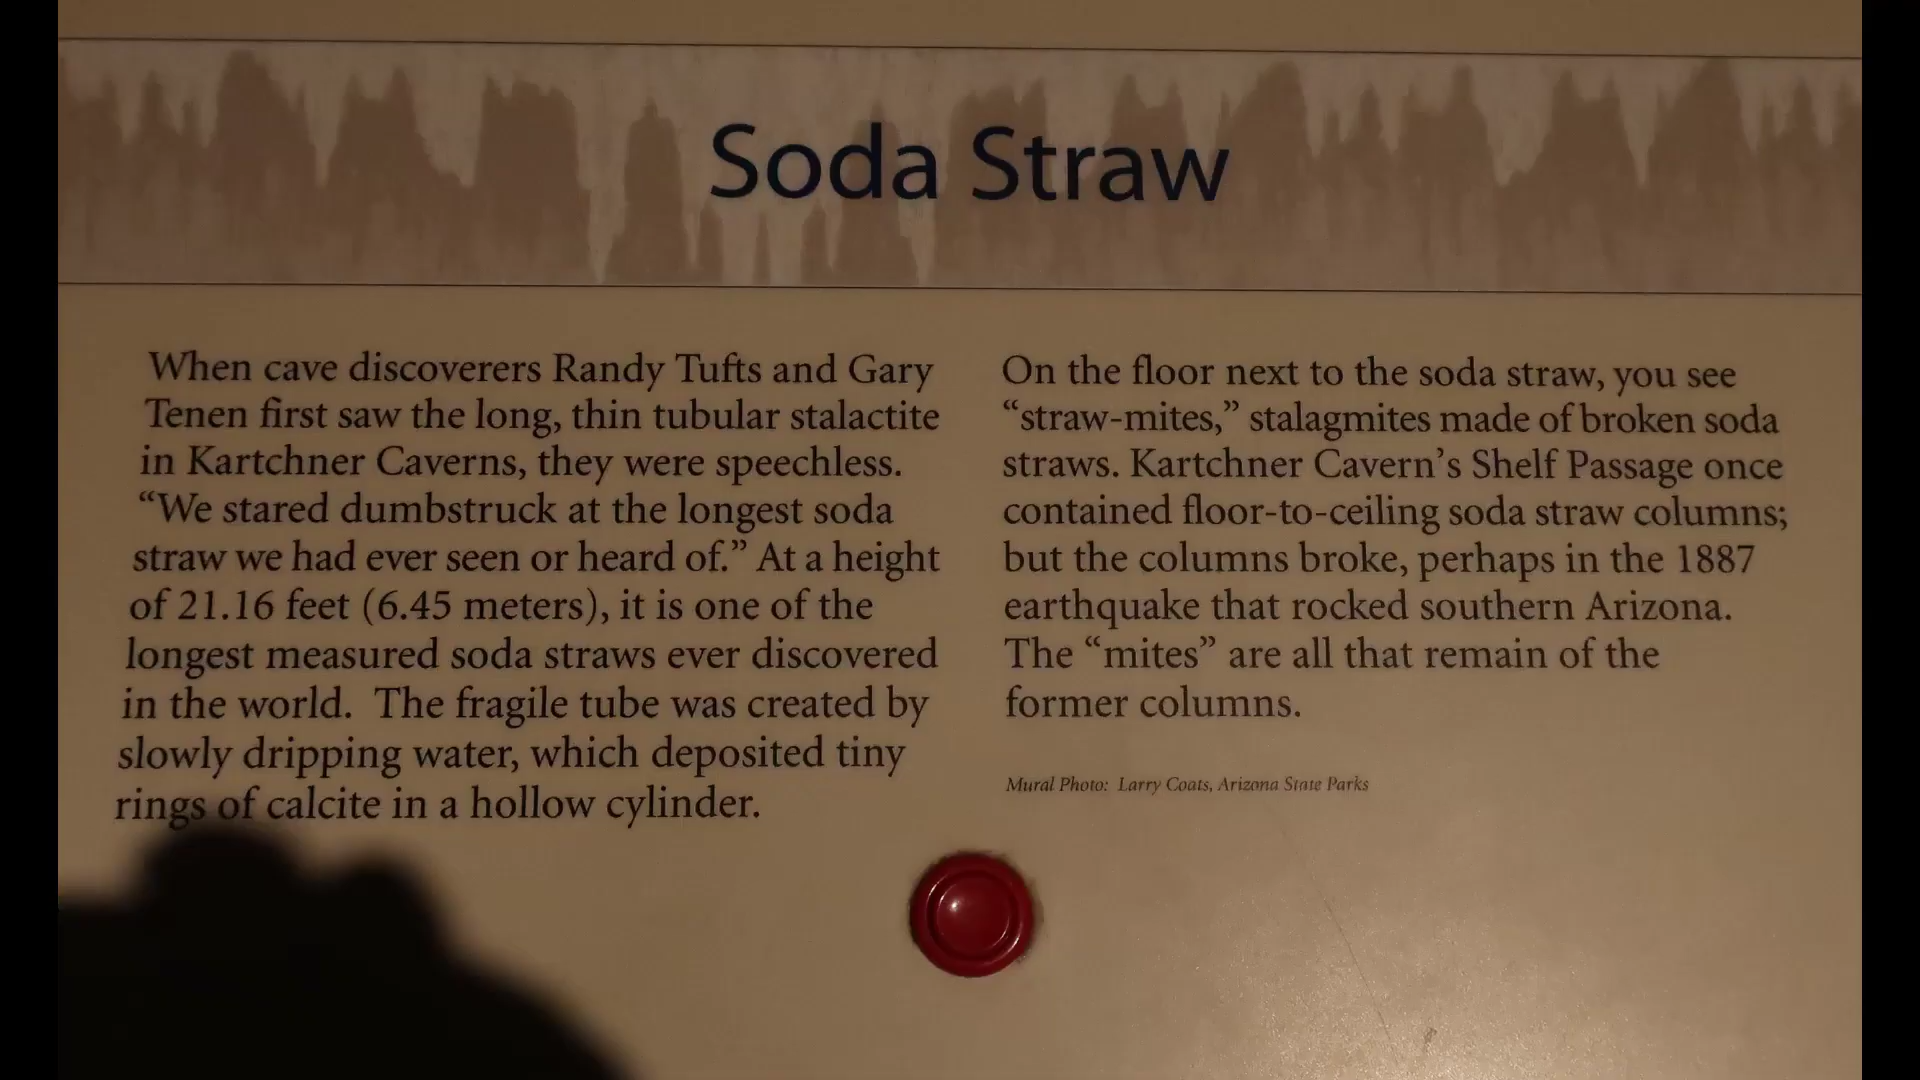 Soda Straw
When cave discoverers Randy Tufts and Gary
Tenen first saw the long, thin tubular stalactite
in Kartchner Caverns, they were speechless.
“We stared dumbstruck at the longest soda
straw we had ever seen or heard of.” At a height
of 21.16 feet (6.45 meters), it is one of the
longest measured soda straws ever discovered
in the world.  The fragile tube was created by
slowly dripping water, which deposited tiny
rings of calcite in a hollow cylinder.
On the floor next to the soda straw, you see
“straw-mites,” stalagmites made of broken soda
straws. Kartchner Cavern’s Shelf Passage once
contained floor-to-ceiling soda straw columns;
but the columns broke, perhaps in the 1887
earthquake that rocked southern Arizona.
The “mites” are all that remain of the
former columns.
Mural Photo:  Larry Coats, Arizona State Parks